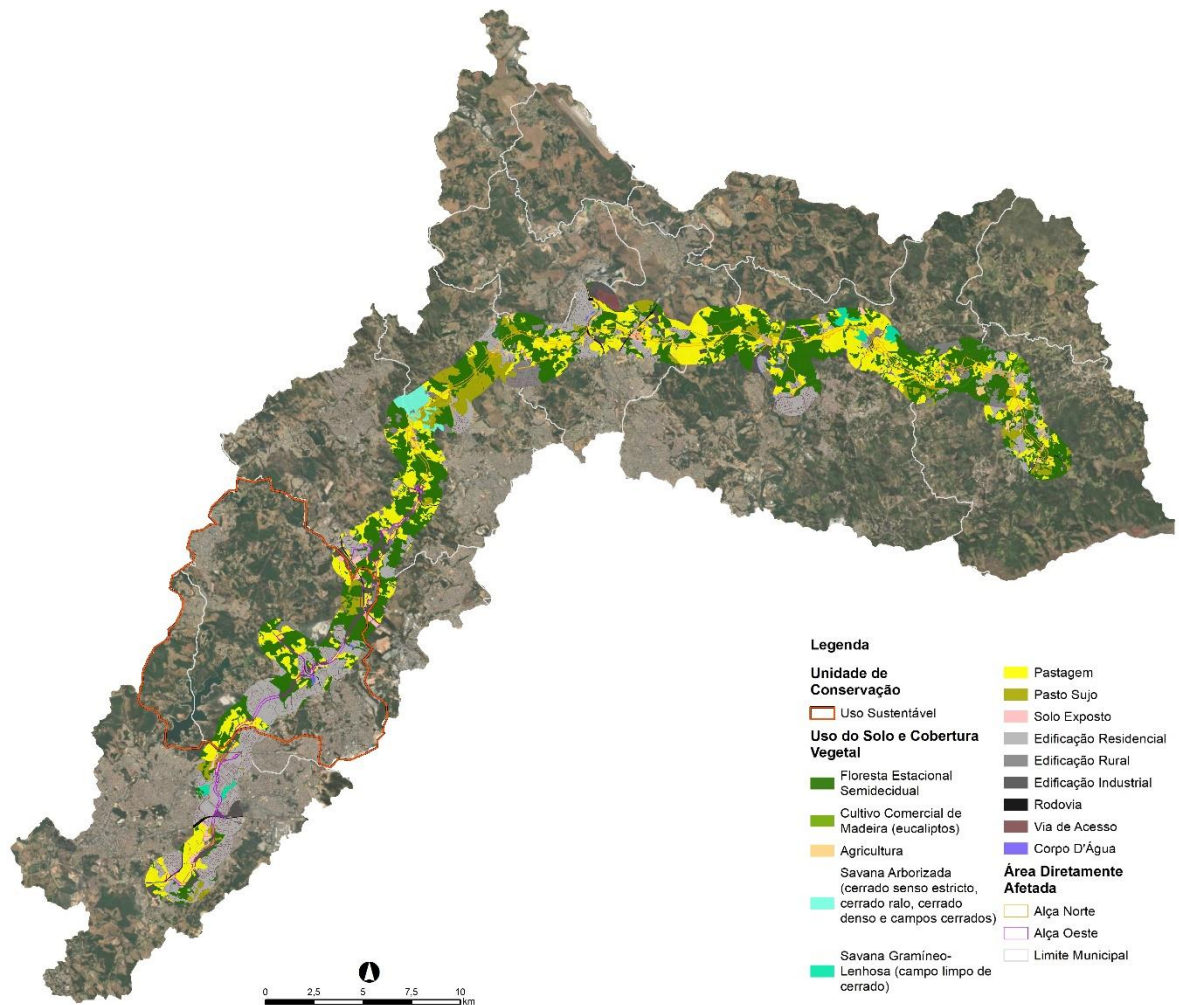 Legenda
Unidade de
Conservação
Uso Sustentável
Uso do Solo e Cobertura
Vegetal
Floresta Estacional
Semidecidual
Cultivo Comercial de
Madeira (eucaliptos)
Agricultura
Savana Arborizada
(cerrado senso estricto,
cerrado ralo, cerrado
denso e campos cerrados)
Savana Gramíneo-
Lenhosa (campo limpo de
cerrado)
Pastagem
Pasto Sujo
Solo Exposto
Edificação Residencial
Edificação Rural
Edificação Industrial
Rodovia
Via de Acesso
Corpo D'Água
Área Diretamente
Afetada
Alça Norte
Alça Oeste
Limite Municipal
0 2,5 5 7,5 10
km